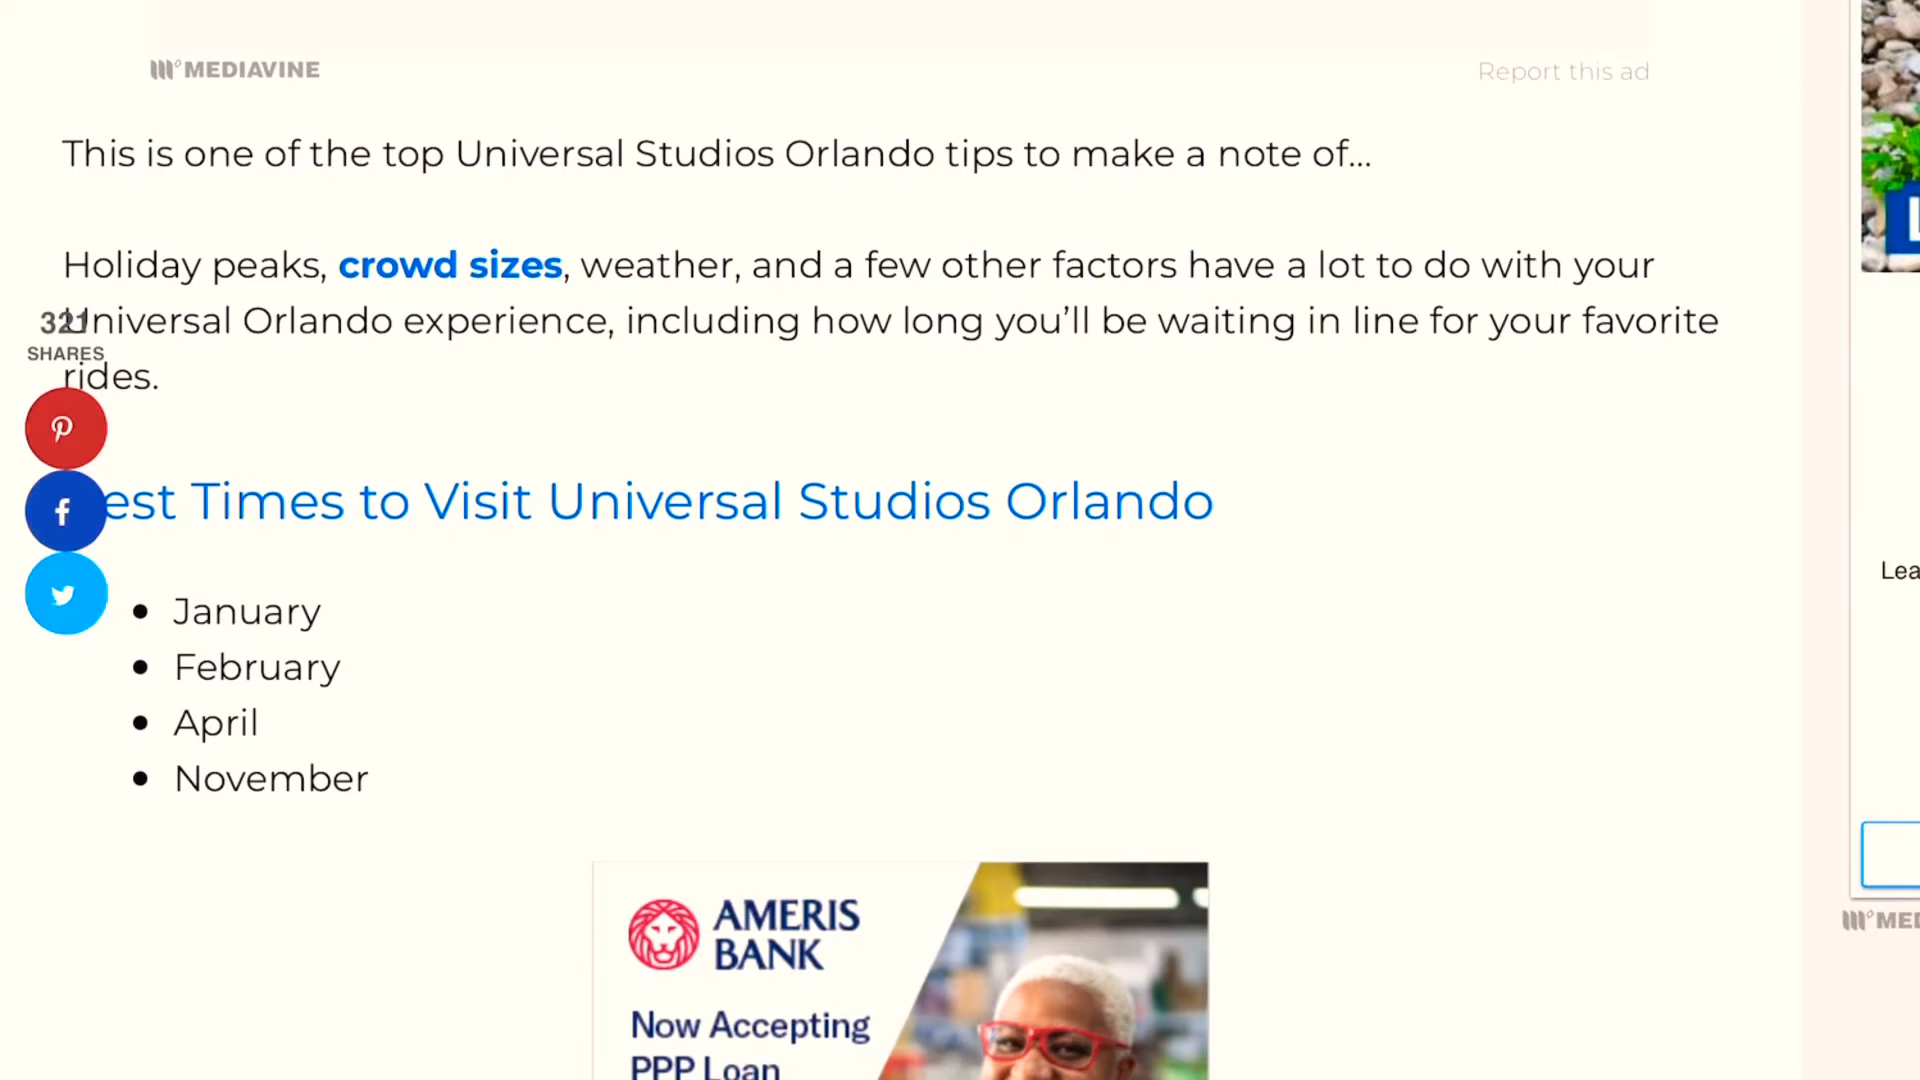 MEDIAVINE
Report this ad
This is one of the top Universal Studios Orlando tips to make a note of...
Holiday peaks, crowd sizes, weather, and a few other factors have a lot to do with your
Universal Orlando experience, including how long you'll be waiting in line for your favorite
rides.
321
SHARES
est Times to Visit Universal Studios Orlando
• January
• February
• April
• November
AMERIS
BANK
Now Accepting
PPP Loan
Lea
MED